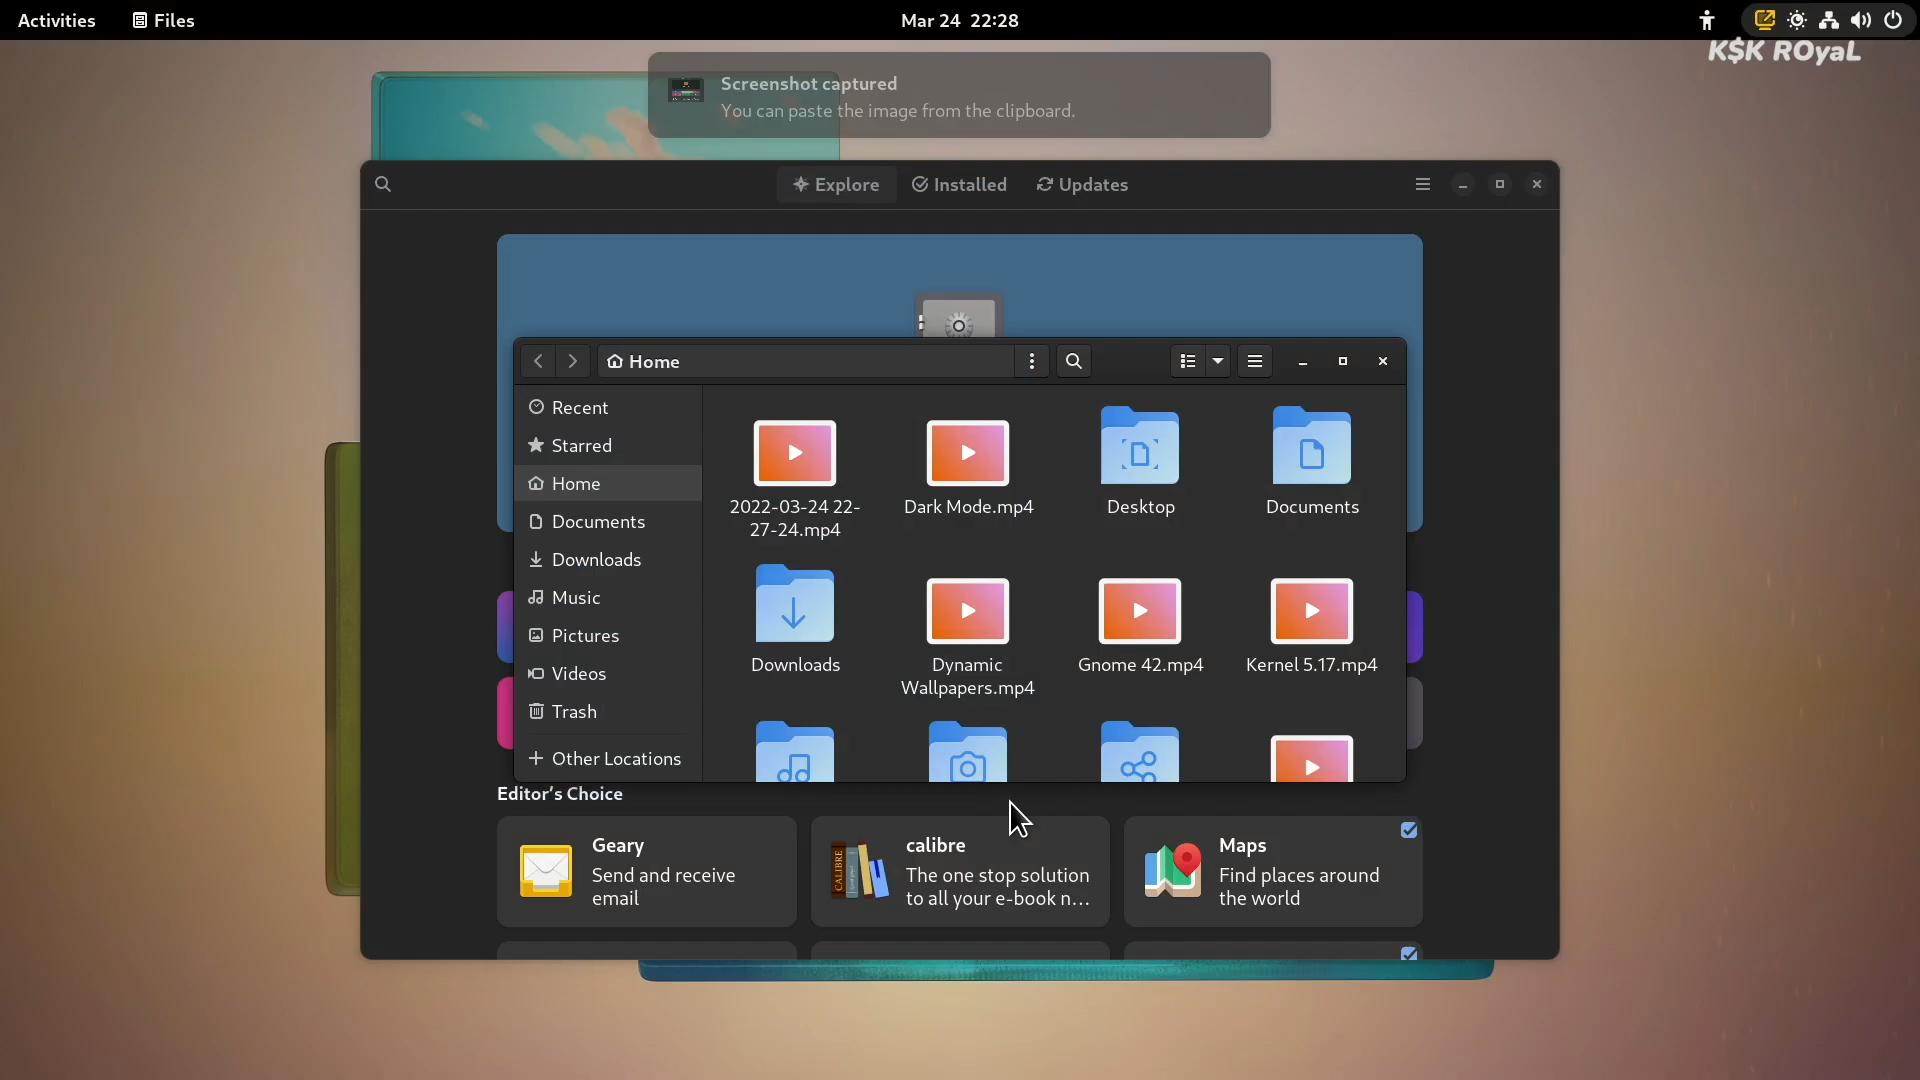 Activities
Files
Mar 24 22:28
K$K ROyaL
Screenshot captured
You can paste the image from the clipboard.
Explore
Installed
Updates
Home
Recent
Starred
Home
Documents
Downloads
Music
Pictures
Videos
Trash
Other Locations
2022-03-24 22-
27-24.mp4
Dark Mode.mp4
Desktop
Documents
Downloads
Dynamic
Wallpapers.mp4
Gnome 42.mp4
Kernel 5.17.mp4
Editor’s Choice
Geary
Send and receive
email
CALIBRE
calibre
The one stop solution
to all your e-book n…
Maps
Find places around
the world